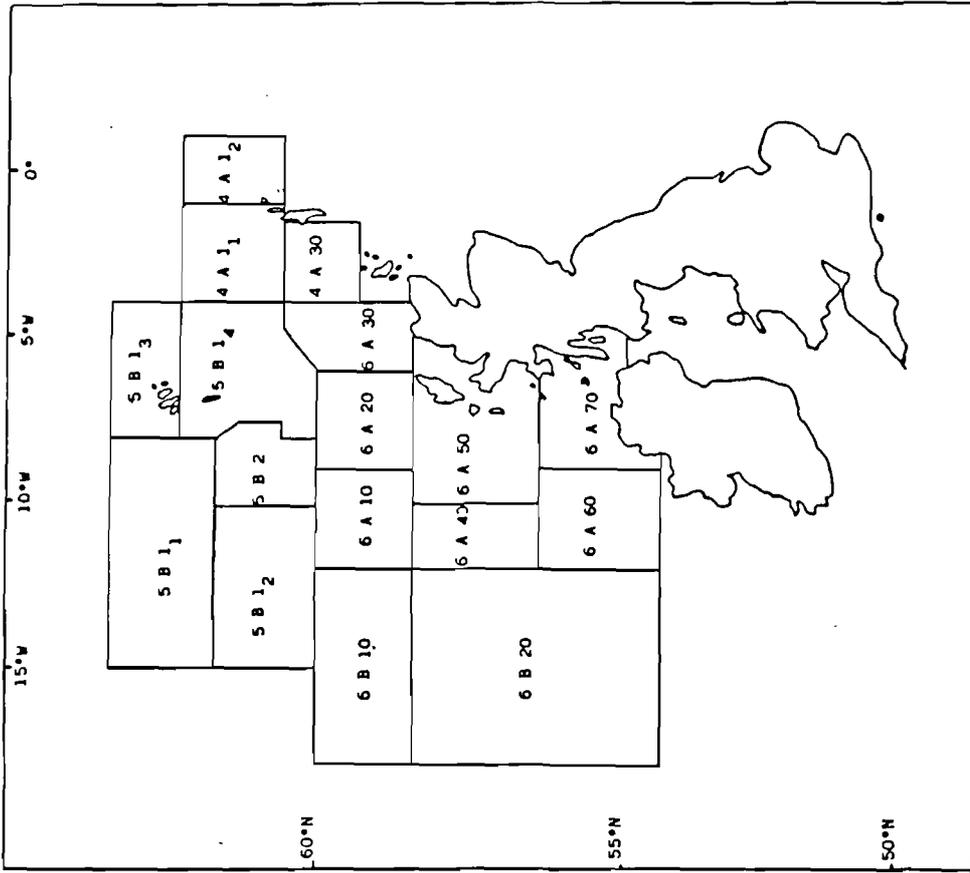 0°
5°W
10°W
15°W
60°N
55°N
50°N
5 B 1₃
4 A 1₁
4 A 1₂
5 B 1₁
5 B 1₄
5 B 1₂
5 B 2
4 A 30
6 B 10
6 A 10
6 A 20
6 A 30
6 B 20
6 A 40
6 A 50
6 A 60
6 A 70